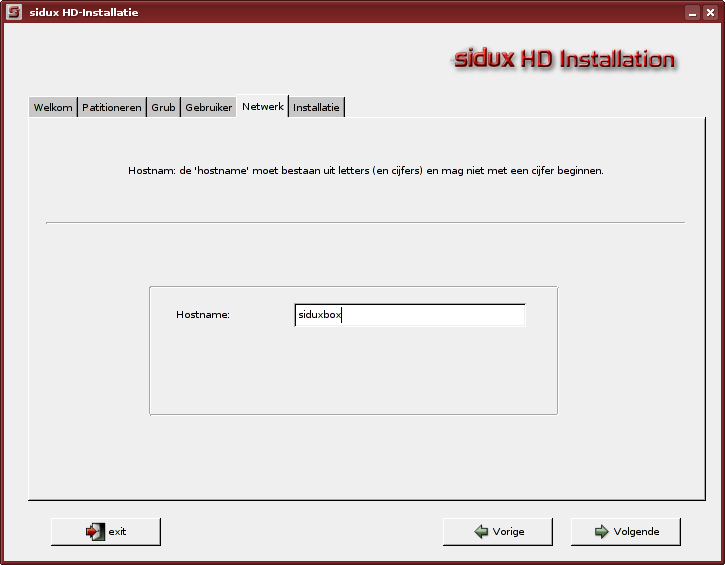 sidux HD-Installatie
sidux HD Installation
Welkom Patitioneren Grub Gebruiker Netwerk Installatie
Hostnam: de 'hostname' moet bestaan uit letters (en cijfers) en mag niet met een cijfer beginnen.
Hostname: siduxbox
exit Vorige Volgende